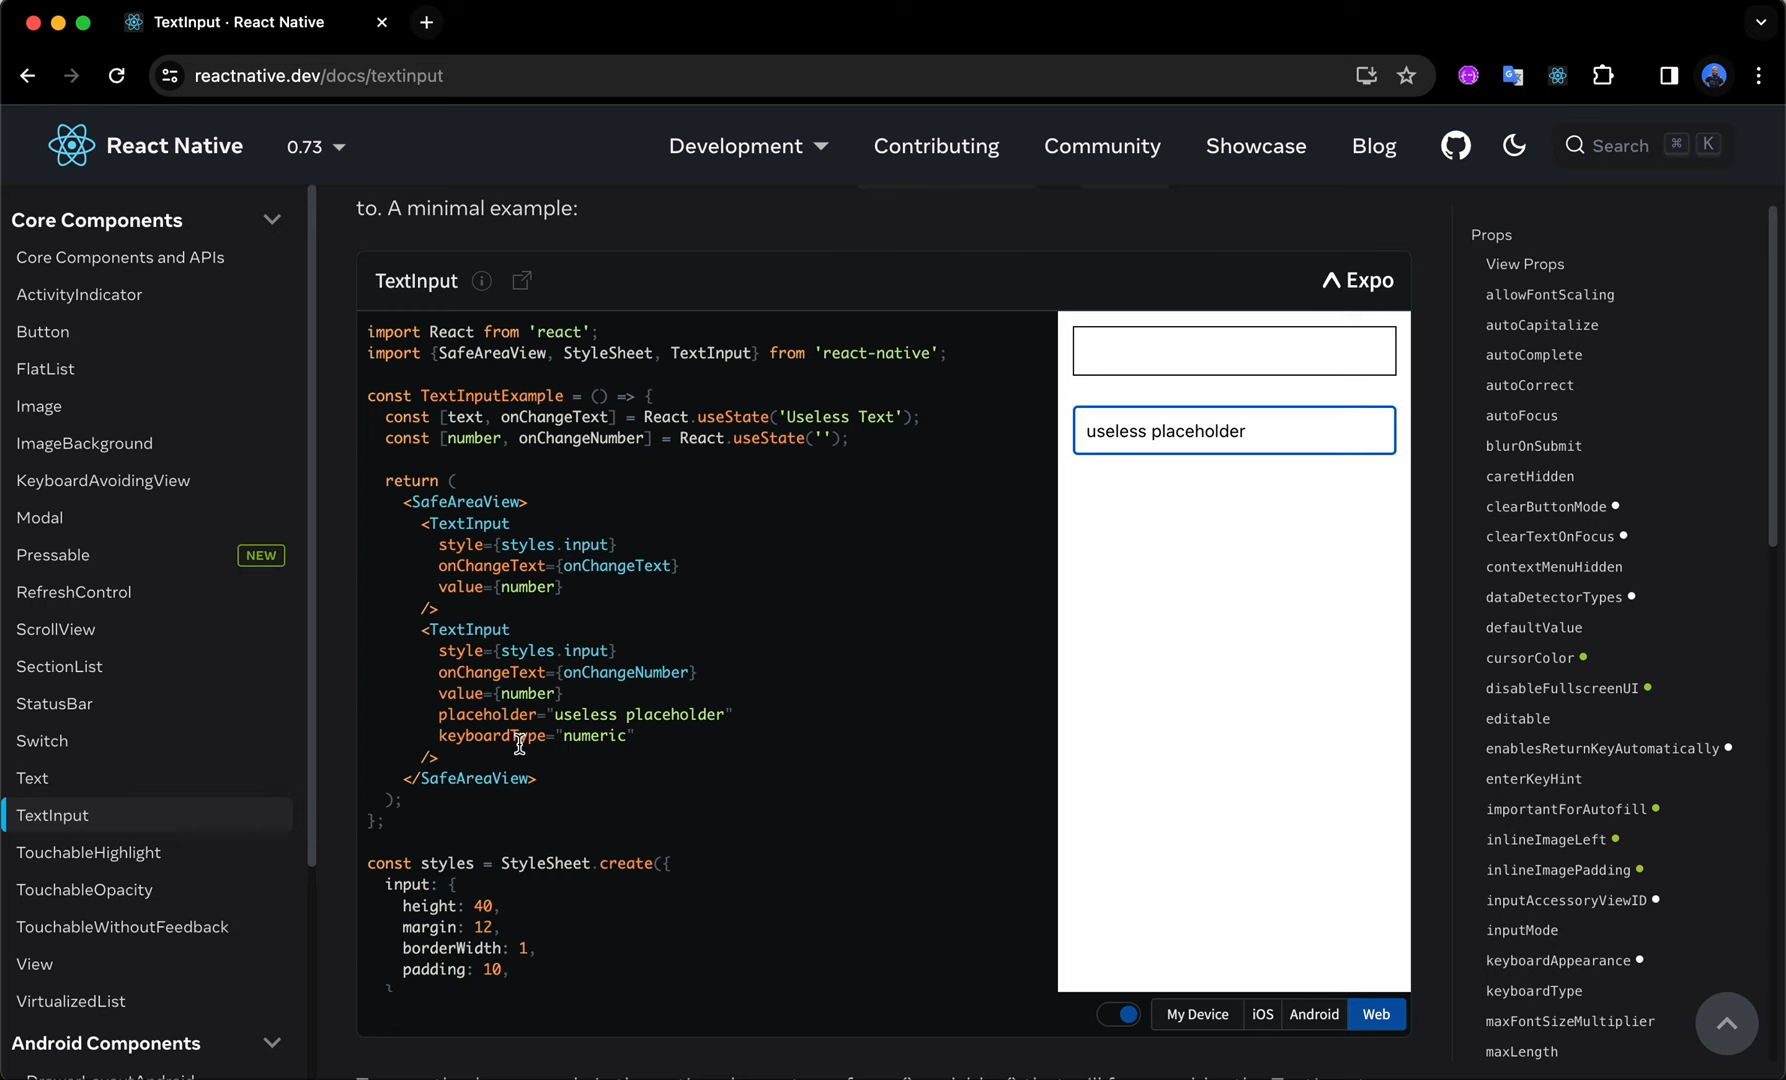 TextInput · React Native
reactnative.dev/docs/textinput
React Native
0.73
Development
Contributing
Community
Showcase
Blog
Search ⌘ K
Core Components
Core Components and APIs
ActivityIndicator
Button
FlatList
Image
ImageBackground
KeyboardAvoidingView
Modal
Pressable NEW
RefreshControl
ScrollView
SectionList
StatusBar
Switch
Text
TextInput
TouchableHighlight
TouchableOpacity
TouchableWithoutFeedback
View
VirtualizedList
Android Components
to. A minimal example:
TextInput
Expo
import React from 'react';
import {SafeAreaView, StyleSheet, TextInput} from 'react-native';
const TextInputExample = () => {
const [text, onChangeText] = React.useState('Useless Text');
const [number, onChangeNumber] = React.useState('');
return (
<SafeAreaView>
<TextInput
style={styles.input}
onChangeText={onChangeText}
value={number}
/>
<TextInput
style={styles.input}
onChangeText={onChangeNumber}
value={number}
placeholder="useless placeholder"
keyboardType="numeric"
/>
</SafeAreaView>
);
};
const styles = StyleSheet.create({
input: {
height: 40,
margin: 12,
borderWidth: 1,
padding: 10,
useless placeholder
My Device
iOS
Android
Web
Props
View Props
allowFontScaling
autoCapitalize
autoComplete
autoCorrect
autoFocus
blurOnSubmit
caretHidden
clearButtonMode
clearTextOnFocus
contextMenuHidden
dataDetectorTypes
defaultValue
cursorColor
disableFullscreenUI
editable
enablesReturnKeyAutomatically
enterKeyHint
importantForAutofill
inlineImageLeft
inlineImagePadding
inputAccessoryViewID
inputMode
keyboardAppearance
keyboardType
maxFontSizeMultiplier
maxLength